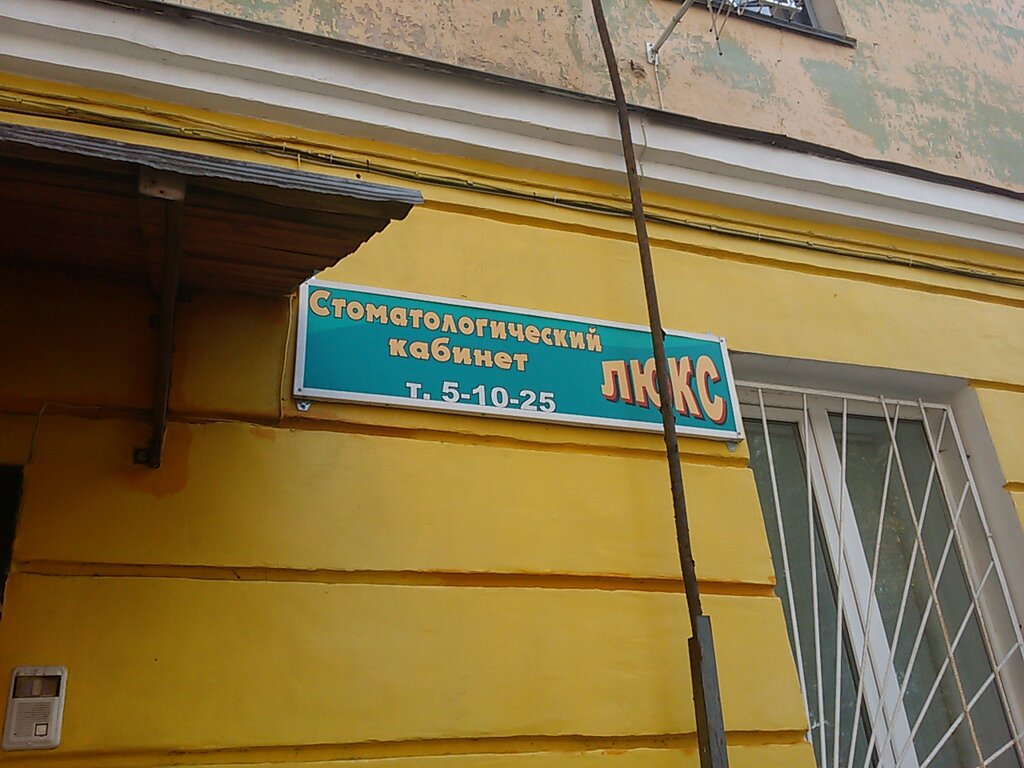 Стоматологический
кабинет
ЛЮКС
т. 5-10-25